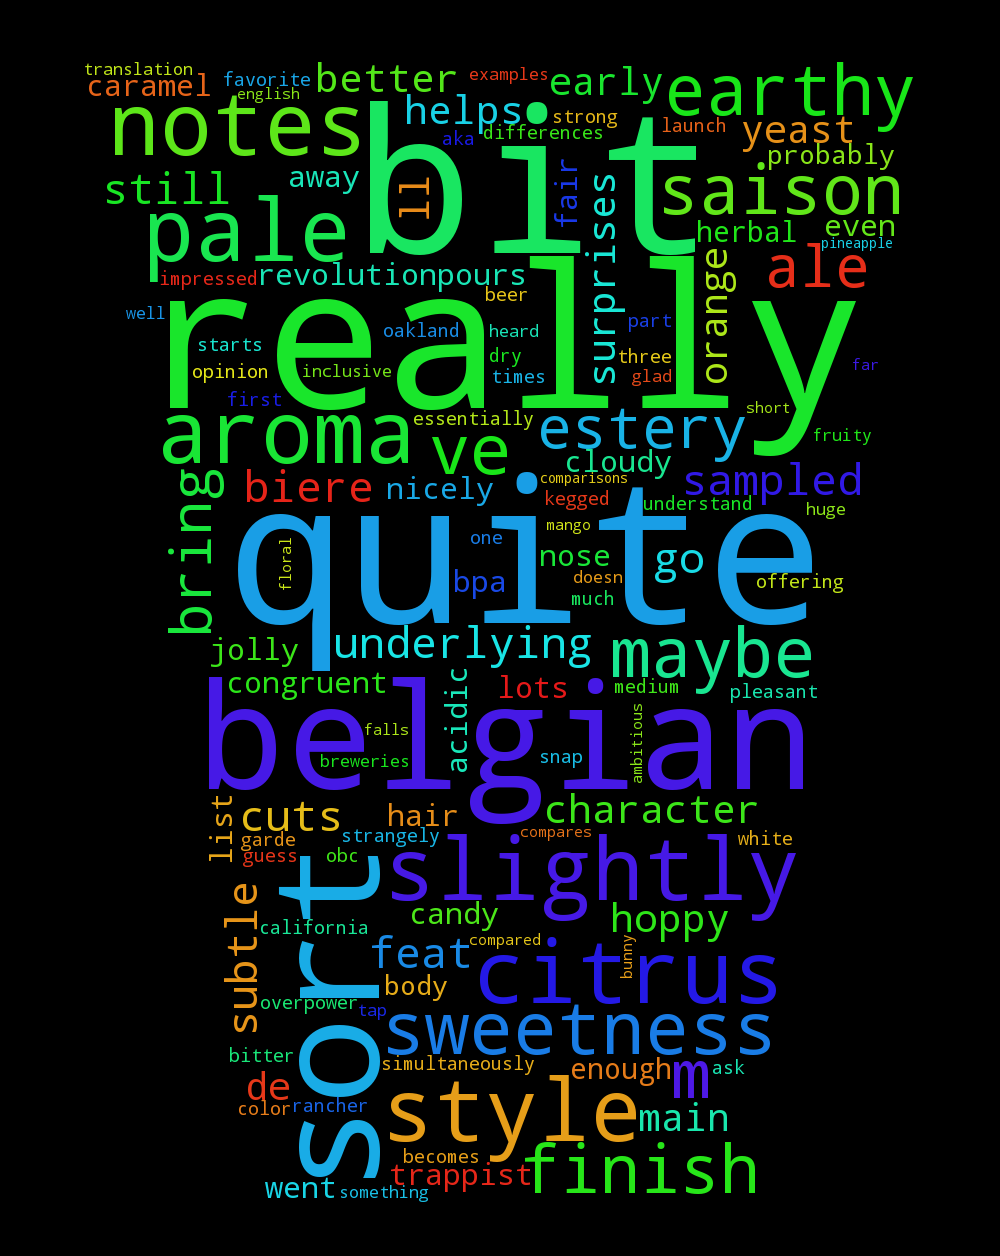 translation
caramel
favorite
english
better
examples
early
earthy
notes
helps
strong
launch
yeast
aka
differences
probably
bit
still
away
ll
fair
surprises
saison
pale
herbal
even
pineapple
ale
impressed
revolutionpours
orange
beer
well
oakland
heard
part
starts
really
dry
three
opinion
inclusive
times
glad
far
first
short
aroma
essentially
ve
estery
fruity
cloudy
bring
biere
nicely
comparisons
sampled
kegged
understand
huge
quite
mango
floral
one
nose
go
bpa
doesn
offering
much
jolly
underlying
maybe
congruent
acidic
lots
medium
pleasant
belgian
falls
ambitious
breweries
snap
list
cuts
hair
character
garde
strangely
compares
white
guess
obc
sort
slightly
subtle
candy
hoppy
california
feat
compared
bunny
citrus
body
overpower
tap
sweetness
bitter
simultaneously
enough
m
ask
de
color
rancher
style
main
becomes
trappist
finish
went
something